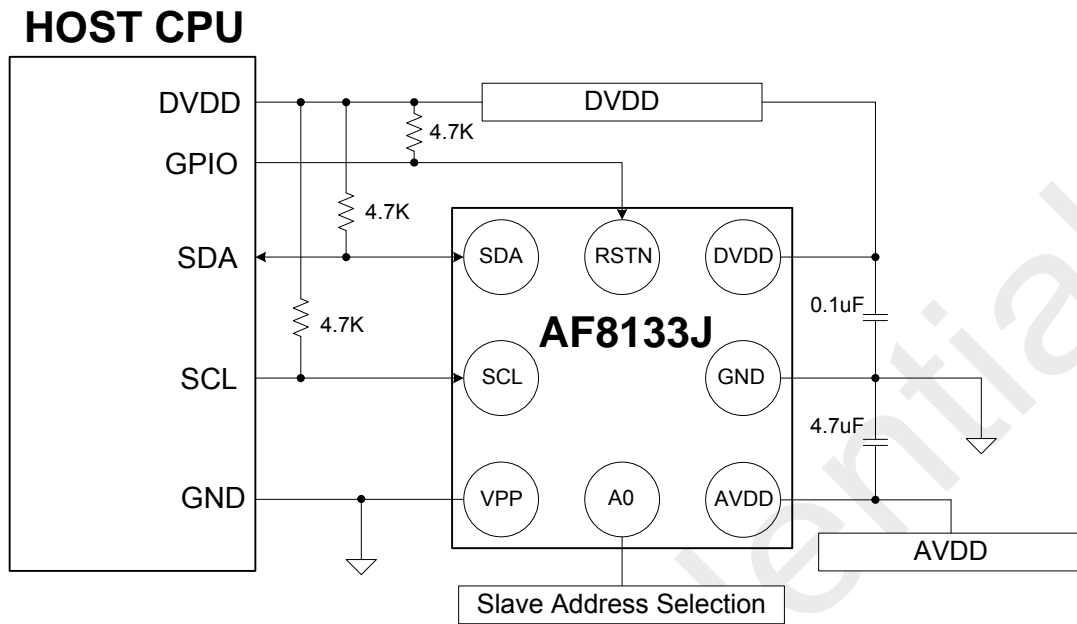 HOST CPU
DVDD
DVDD
4.7K
GPIO
4.7K
SDA
SDA
RSTN
DVDD
0.1uF
4.7K
AF8133J
SCL
SCL
GND
4.7uF
GND
VPP
A0
AVDD
AVDD
Slave Address Selection